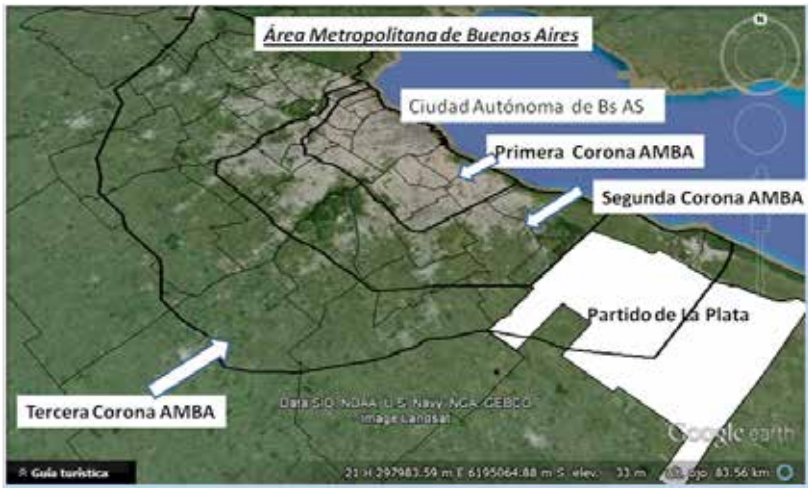 Área Metropolitana de Buenos Aires
Ciudad Autónoma de Bs AS
Primera Corona AMBA
Segunda Corona AMBA
Partido de La Plata
Tercera Corona AMBA
Data SIO, NOAA, U.S. Navy, NGA, GEBCO
Image Landsat
Google earth
Guía turística
21 H 297983.59 m E 6195064.88 m S elev. 33 m ojo 83.56 km
N